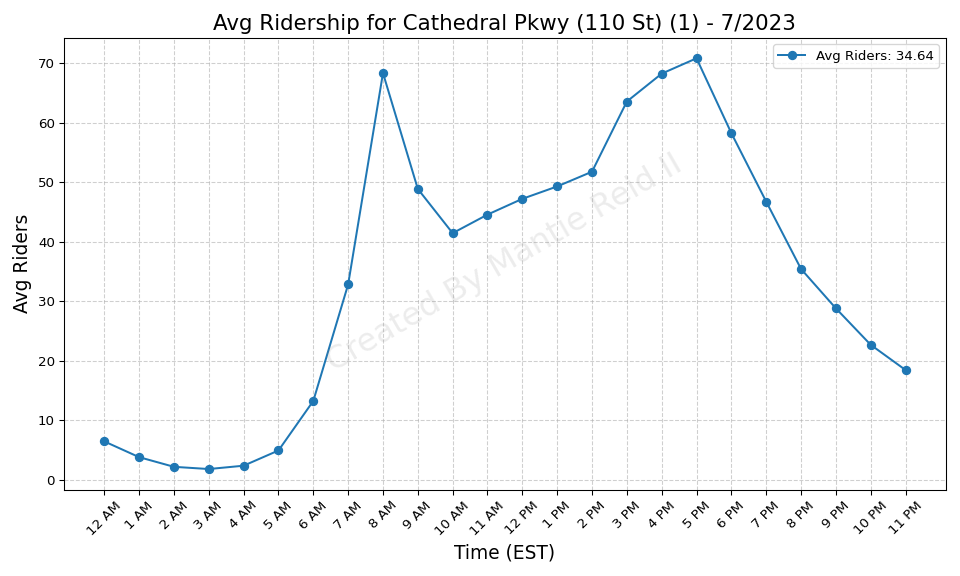 Avg Ridership for Cathedral Pkwy (110 St) (1) - 7/2023
Avg Riders: 34.64
Avg Riders
70
60
50
40
30
20
10
0
Created By Mantie Reid II
12 AM 1 AM 2 AM 3 AM 4 AM 5 AM 6 AM 7 AM 8 AM 9 AM 10 AM 11 AM 12 PM 1 PM 2 PM 3 PM 4 PM 5 PM 6 PM 7 PM 8 PM 9 PM 10 PM 11 PM
Time (EST)